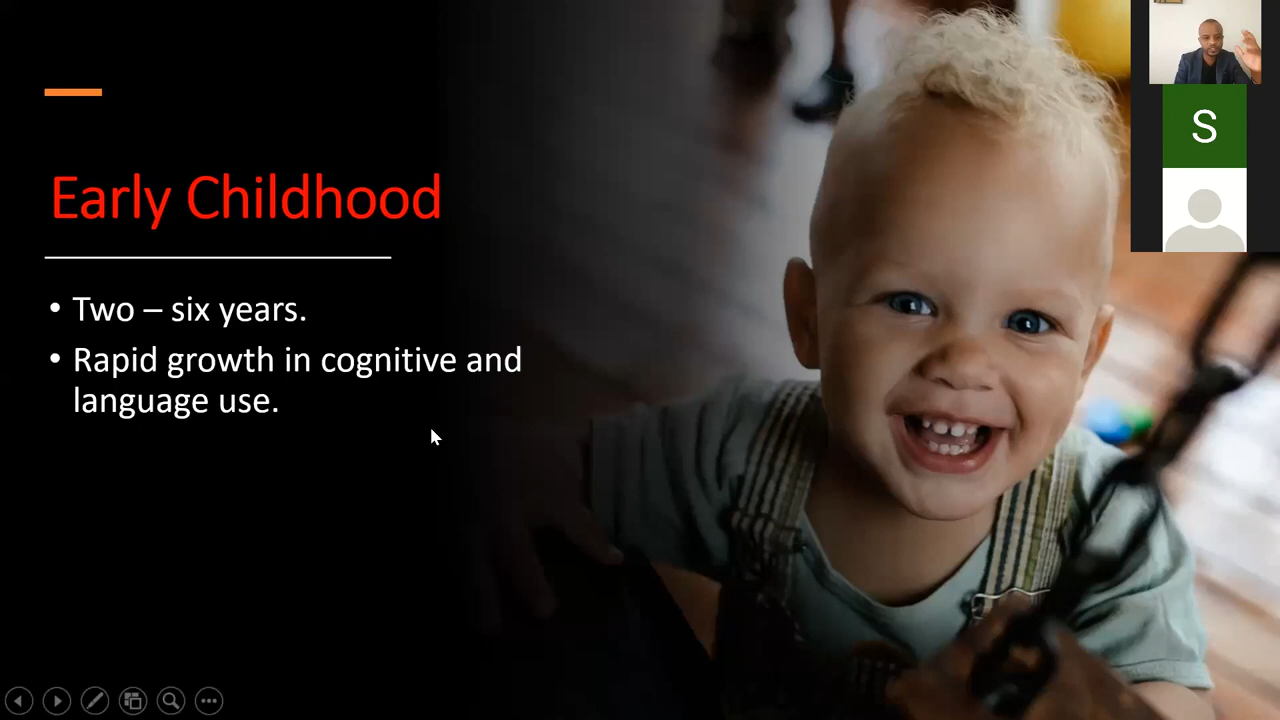 Early Childhood
• Two – six years.
• Rapid growth in cognitive and
language use.
S